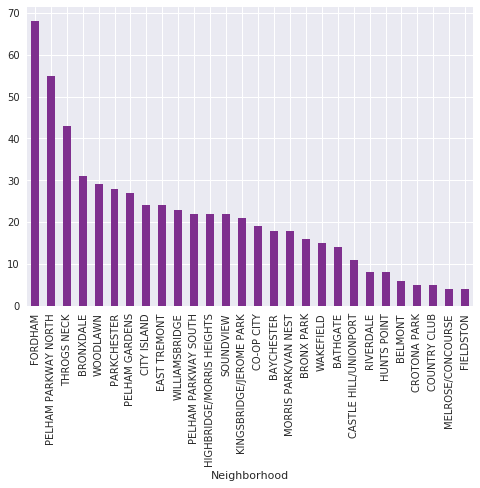 70
60
50
40
30
20
10
0
FORDHAM
PELHAM PARKWAY NORTH
THROGS NECK
BRONXDALE
WOODLAWN
PARKCHESTER
PELHAM GARDENS
CITY ISLAND
EAST TREMONT
WILLIAMSBRIDGE
PELHAM PARKWAY SOUTH
HIGHBRIDGE/MORRIS HEIGHTS
SOUNDVIEW
KINGSBRIDGE/JEROME PARK
CO-OP CITY
BAYCHESTER
MORRIS PARK/VAN NEST
BRONX PARK
WAKEFIELD
BATHGATE
CASTLE HILL/UNIONPORT
RIVERDALE
HUNTS POINT
BELMONT
CROTONA PARK
COUNTRY CLUB
MELROSE/CONCOURSE
FIELDSTON
Neighborhood